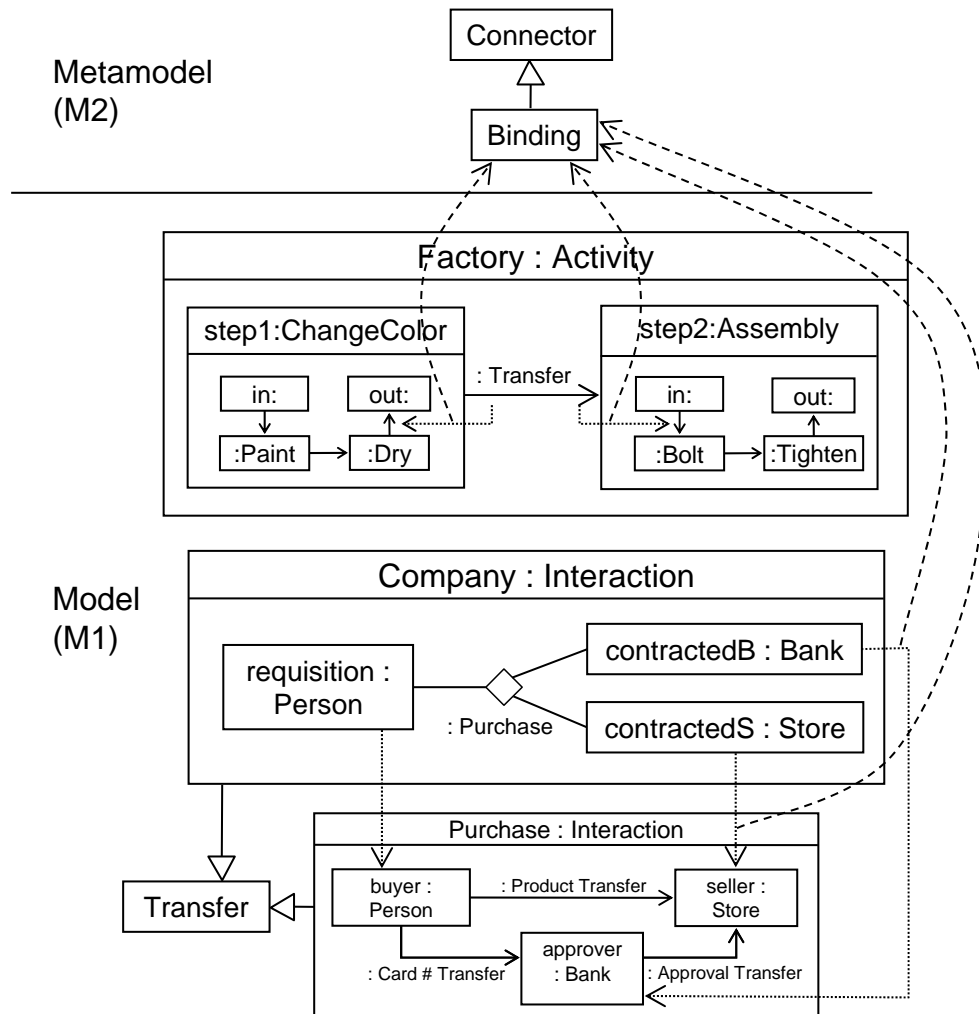 Connector
Metamodel
(M2)
Binding
Factory : Activity
step1:ChangeColor
step2:Assembly
: Transfer
in:
out:
in:
out:
:Paint
:Dry
:Bolt
:Tighten
Company : Interaction
Model
(M1)
requisition :
Person
contractedB : Bank
: Purchase
contractedS : Store
Purchase : Interaction
Transfer
buyer :
Person
: Product Transfer
seller :
Store
approver
: Bank
: Card # Transfer
: Approval Transfer